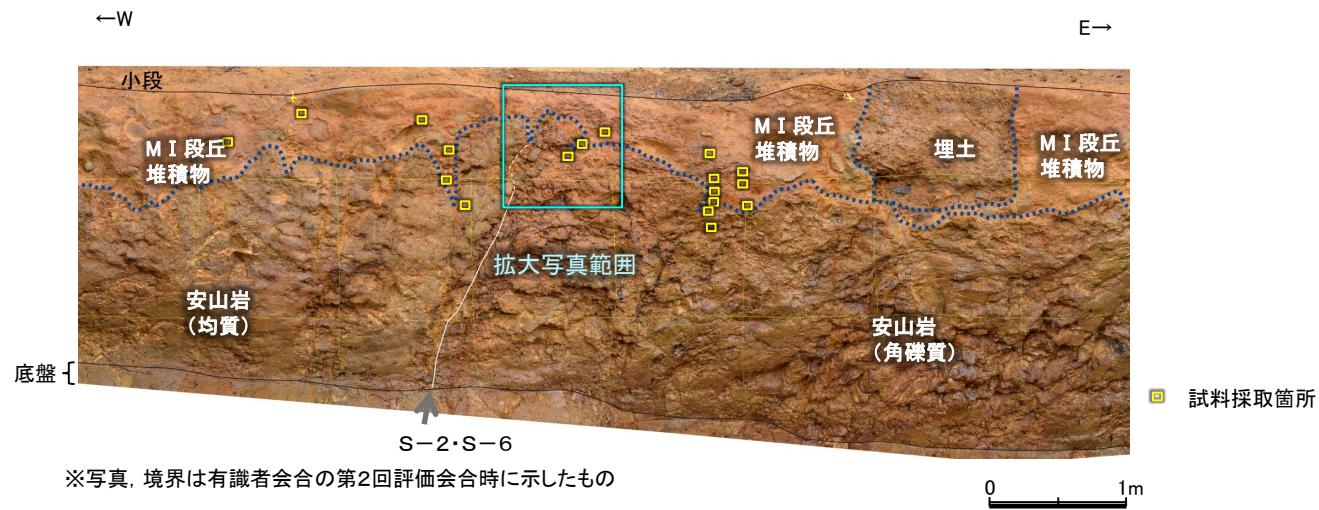 ←W
E→
小段
MⅠ段丘
堆積物
MⅠ段丘
堆積物
埋土
MⅠ段丘
堆積物
拡大写真範囲
安山岩
（均質）
安山岩
（角礫質）
底盤
試料採取箇所
S－2・S－6
※写真，境界は有識者会合の第2回評価会合時に示したもの
0 1m